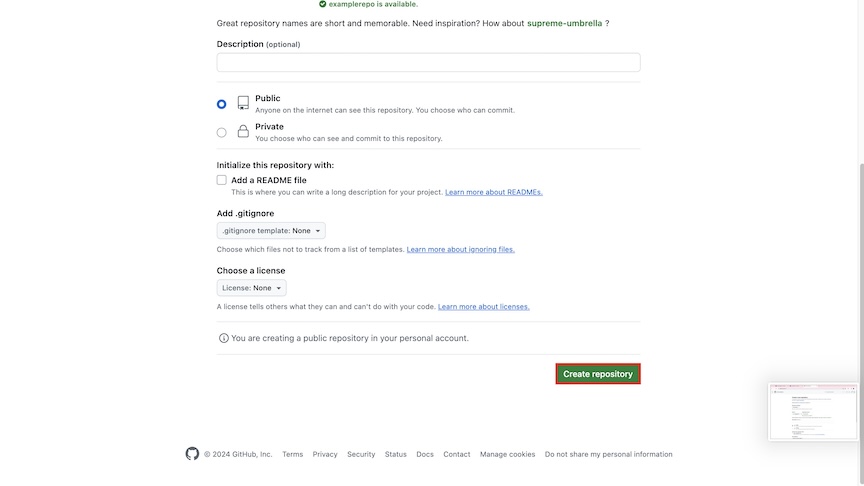 examplerepo is available.
Great repository names are short and memorable. Need inspiration? How about supreme-umbrella ?
Description (optional)
Public
Anyone on the internet can see this repository. You choose who can commit.
Private
You choose who can see and commit to this repository.
Initialize this repository with:
Add a README file
This is where you can write a long description for your project. Learn more about READMEs.
Add .gitignore
.gitignore template: None
Choose which files not to track from a list of templates. Learn more about ignoring files.
Choose a license
License: None
A license tells others what they can and can't do with your code. Learn more about licenses.
You are creating a public repository in your personal account.
Create repository
© 2024 GitHub, Inc. Terms Privacy Security Status Docs Contact Manage cookies Do not share my personal information